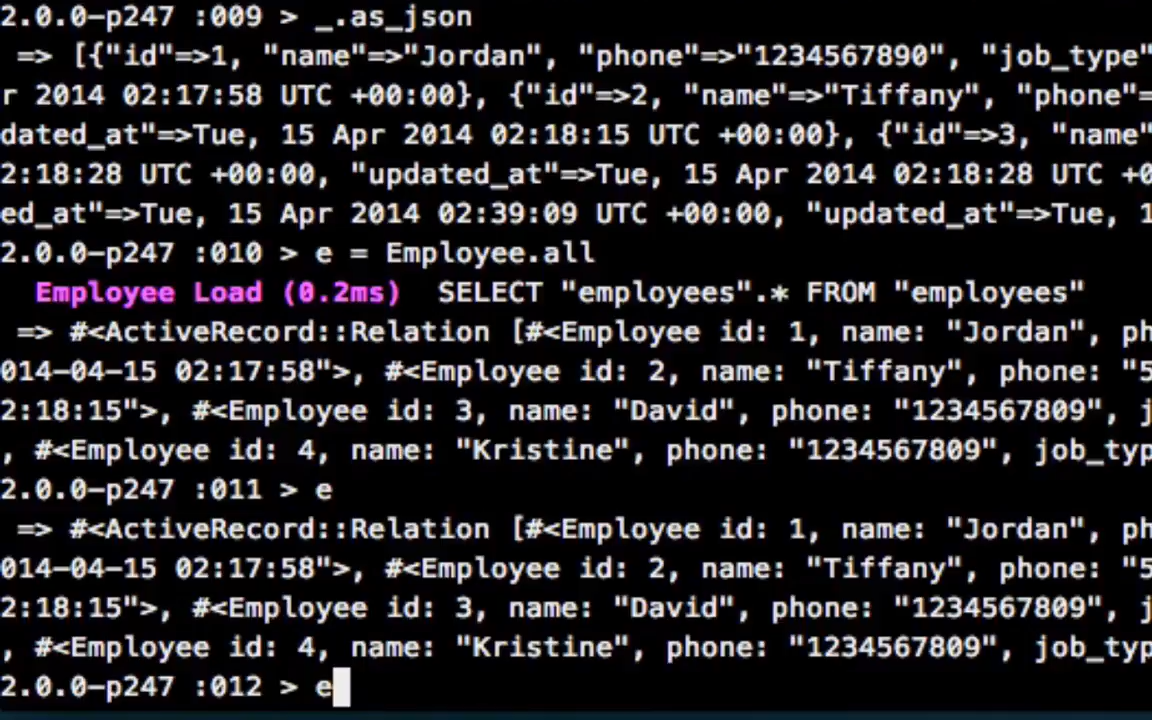 2.0.0-p247 :009 > _.as_json
=> [{"id"=>1, "name"=>"Jordan", "phone"=>"1234567890", "job_type"
r 2014 02:17:58 UTC +00:00}, {"id"=>2, "name"=>"Tiffany", "phone"=
dated_at"=>Tue, 15 Apr 2014 02:18:15 UTC +00:00}, {"id"=>3, "name"
2:18:28 UTC +00:00, "updated_at"=>Tue, 15 Apr 2014 02:18:28 UTC +0
ed_at"=>Tue, 15 Apr 2014 02:39:09 UTC +00:00, "updated_at"=>Tue, 1
2.0.0-p247 :010 > e = Employee.all
Employee Load (0.2ms)  SELECT "employees".* FROM "employees"
=> #<ActiveRecord::Relation [#<Employee id: 1, name: "Jordan", ph
014-04-15 02:17:58">, #<Employee id: 2, name: "Tiffany", phone: "5
2:18:15">, #<Employee id: 3, name: "David", phone: "1234567809", j
, #<Employee id: 4, name: "Kristine", phone: "1234567809", job_typ
2.0.0-p247 :011 > e
=> #<ActiveRecord::Relation [#<Employee id: 1, name: "Jordan", ph
014-04-15 02:17:58">, #<Employee id: 2, name: "Tiffany", phone: "5
2:18:15">, #<Employee id: 3, name: "David", phone: "1234567809", j
, #<Employee id: 4, name: "Kristine", phone: "1234567809", job_typ
2.0.0-p247 :012 > e